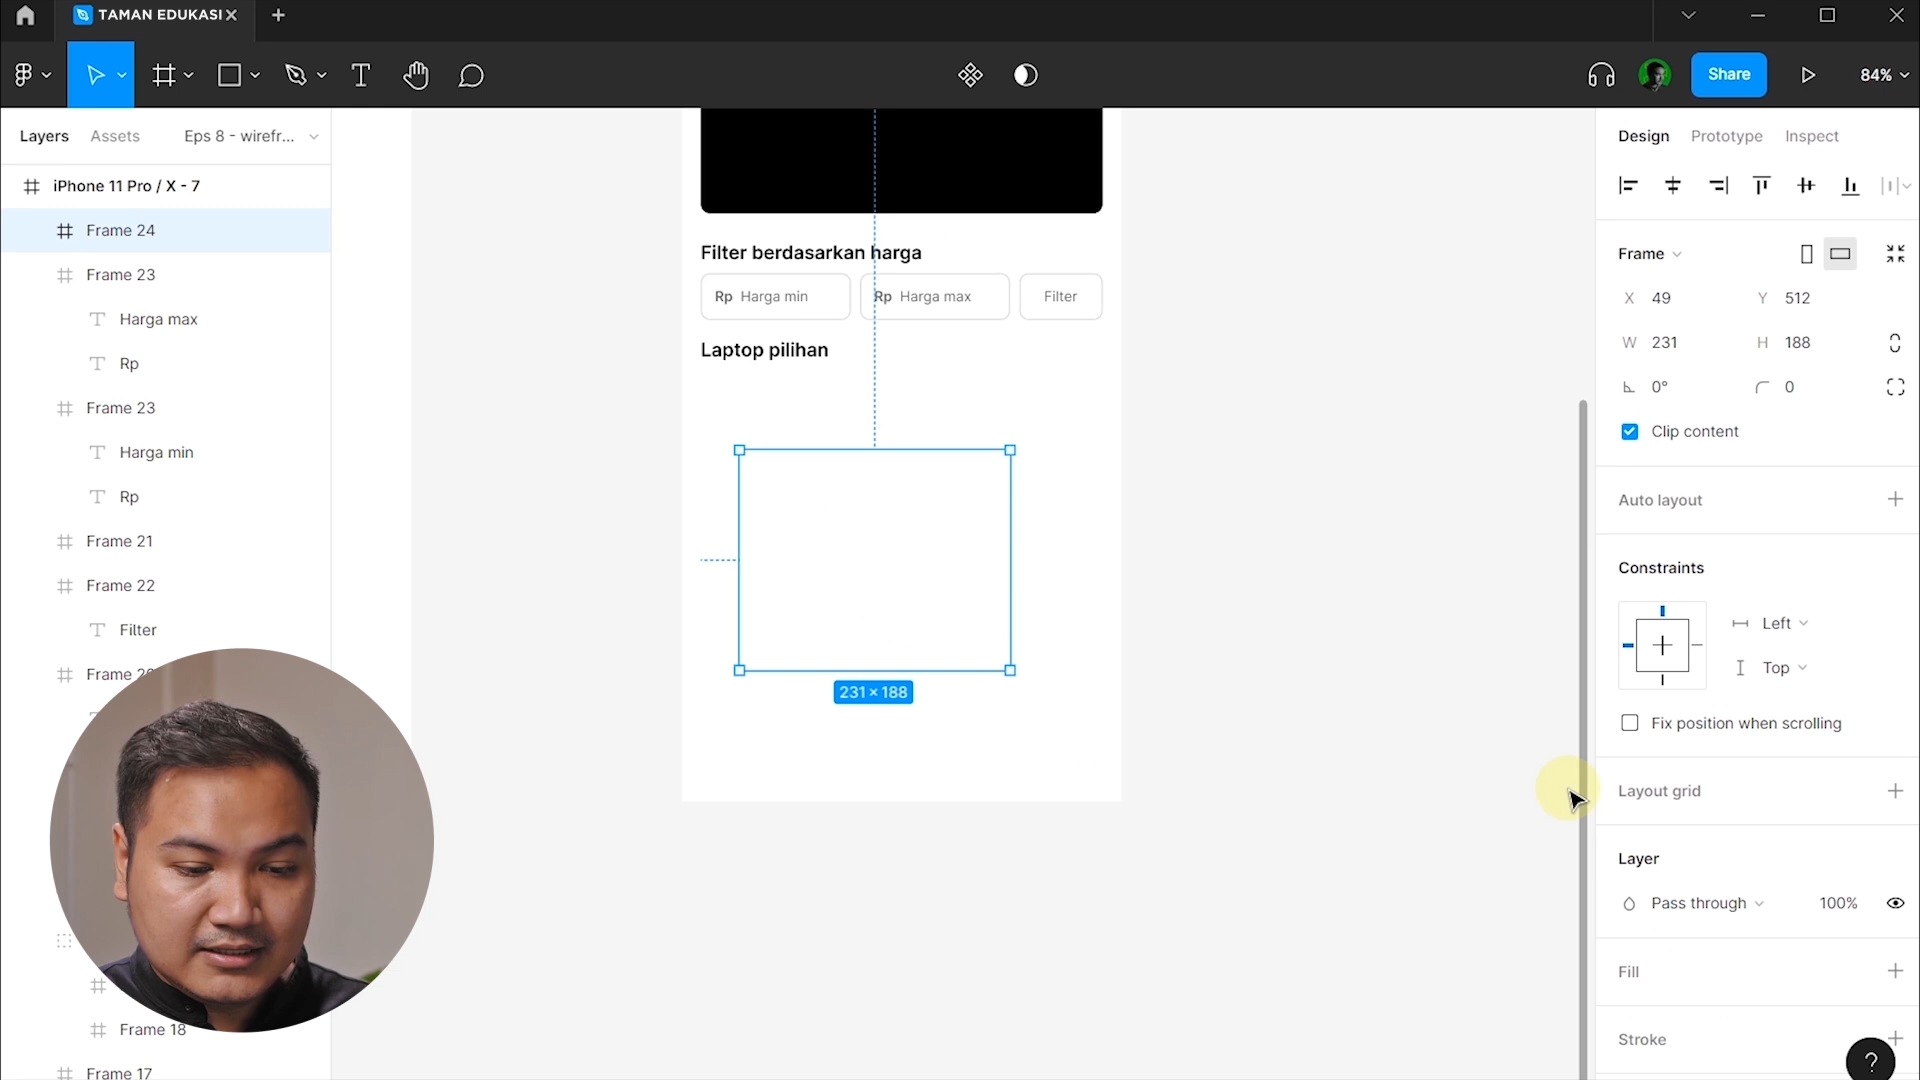 TAMAN EDUKASI
Share
84%
Layers
Assets
Eps 8 - wirefr...
iPhone 11 Pro / X - 7
Frame 24
Frame 23
Harga max
Rp
Frame 23
Harga min
Rp
Frame 21
Frame 22
Filter
Frame
Frame 18
Frame 17
Filter berdasarkan harga
Rp Harga min
Rp Harga max
Filter
Laptop pilihan
231 × 188
Design
Prototype
Inspect
Frame
X 49
Y 512
W 231
H 188
0°
0
Clip content
Auto layout
Constraints
Left
Top
Fix position when scrolling
Layout grid
Layer
Pass through
100%
Fill
Stroke
?